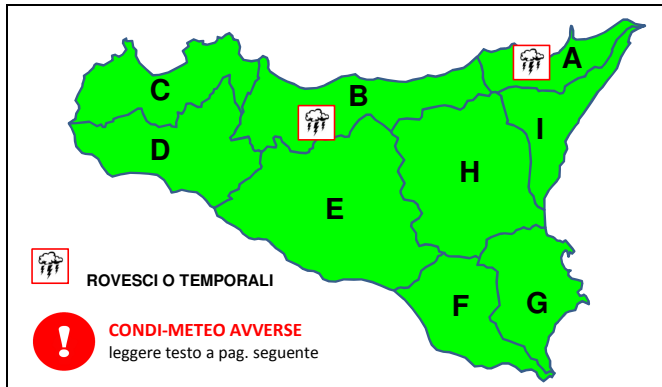 A
C
B
I
D
H
E
ROVESCI O TEMPORALI
F
G
! CONDI-METEO AVVERSE
leggere testo a pag. seguente